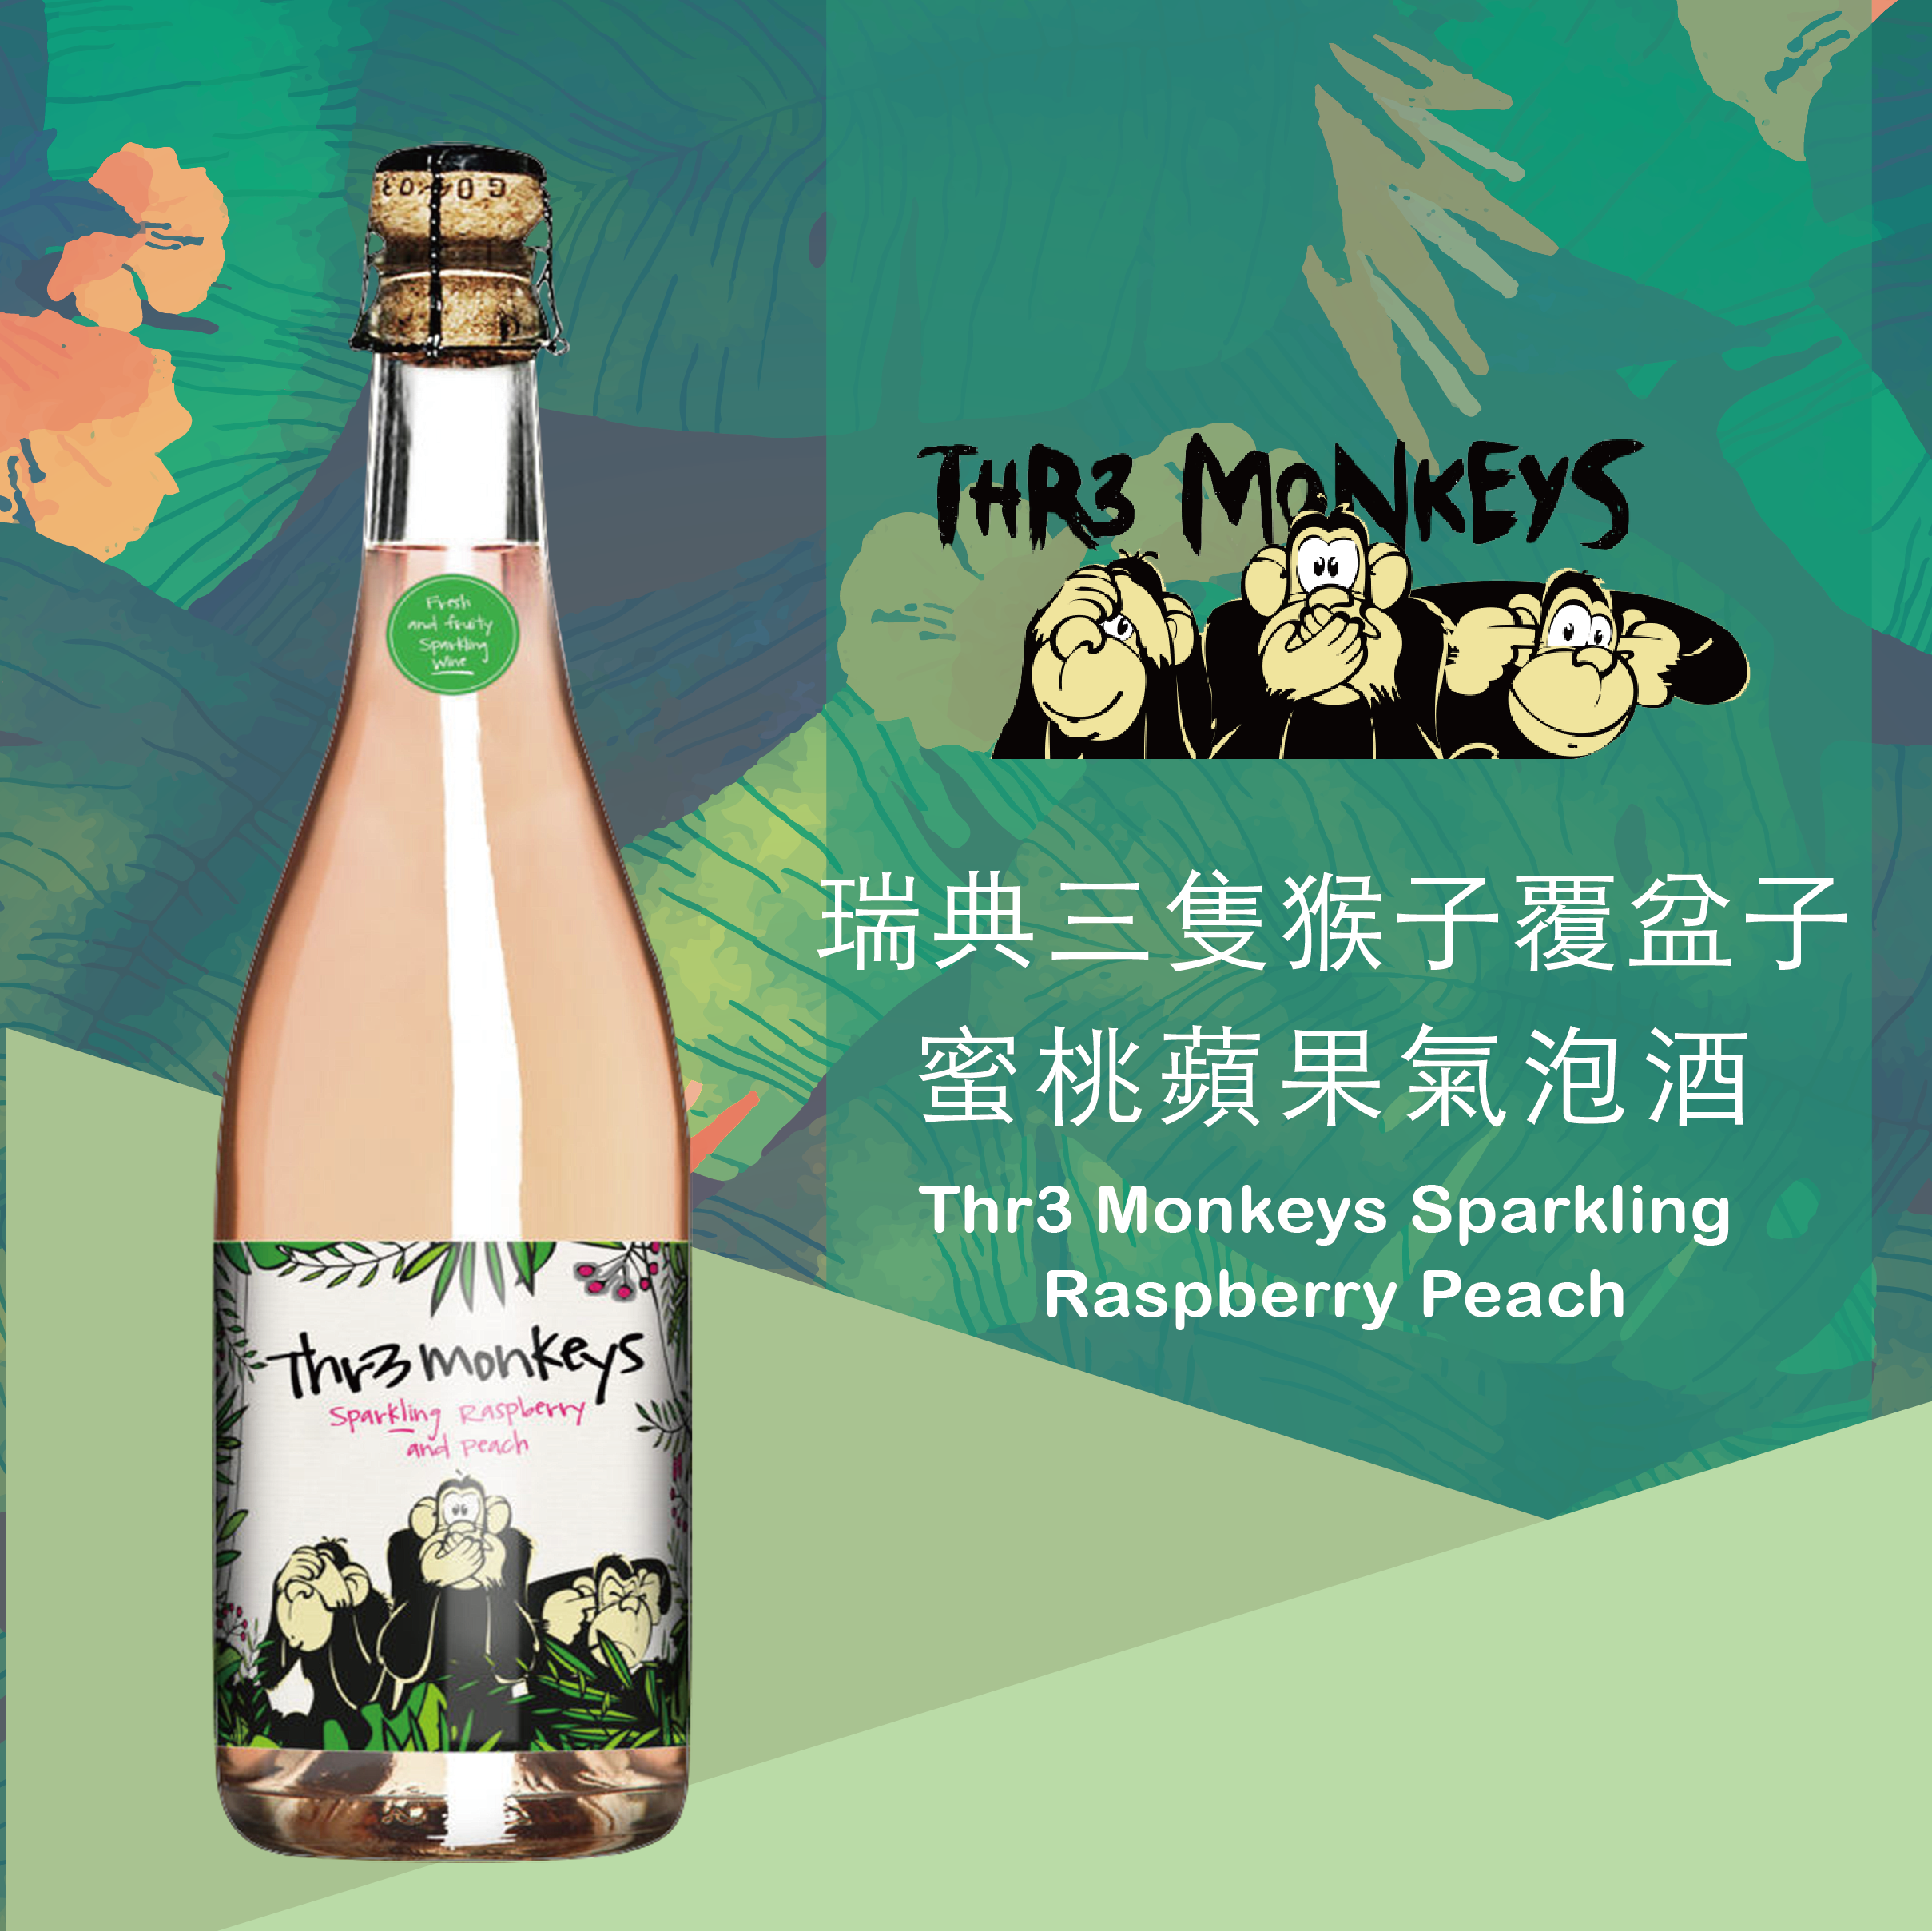 G 0403
Fresh
and fruity
Sparkling
Wine
THR3 MONKEYS
瑞典三隻猴子覆盆子
蜜桃蘋果氣泡酒
Thr3 Monkeys Sparkling
Raspberry Peach
Thr3 monkeys
Sparkling Raspberry
and Peach